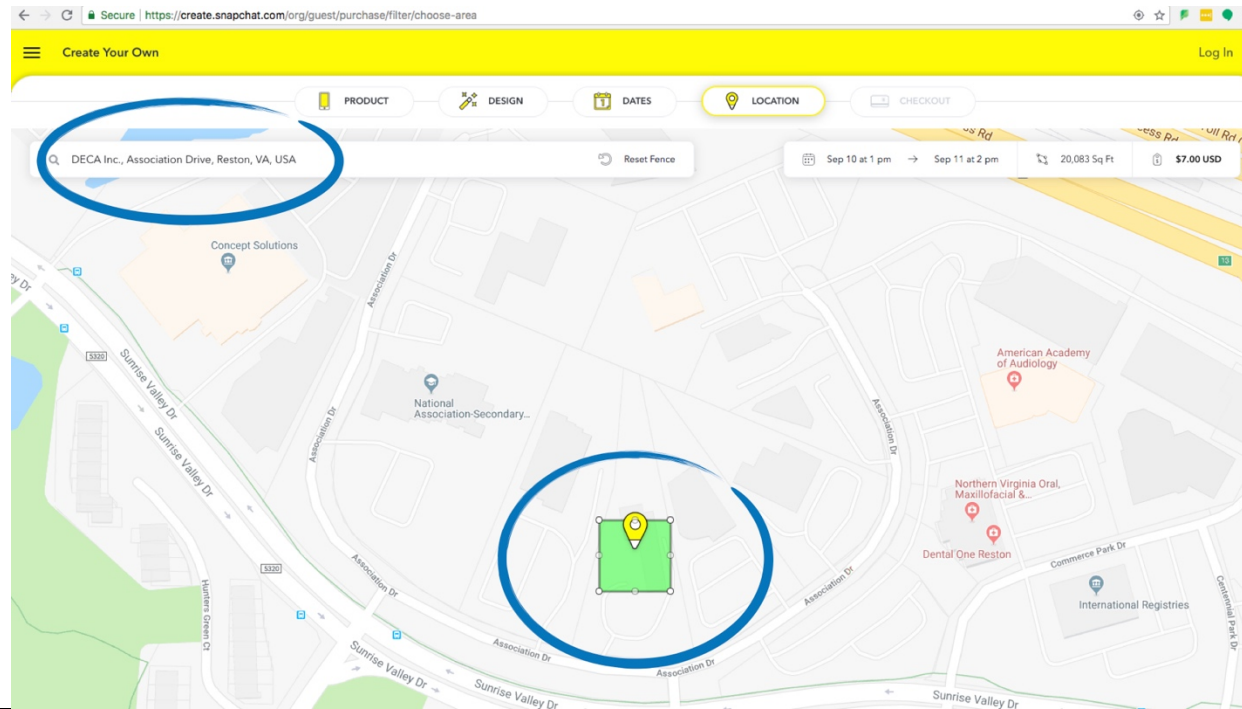 Secure | https://create.snapchat.com/org/guest/purchase/filter/choose-area
Create Your Own
Log In
PRODUCT
DESIGN
1
DATES
LOCATION
CHECKOUT
DECA Inc., Association Drive, Reston, VA, USA
Reset Fence
Sep 10 at 1 pm → Sep 11 at 2 pm
20,083 Sq Ft
$7.00 USD
Concept Solutions
Association Dr
5320
Sunrise Valley Dr
Sunrise Valley Dr
National
Association-Secondary...
Association Dr
American Academy
of Audiology
Association Dr
Northern Virginia Oral,
Maxillofacial &...
Dental One Reston
Commerce Park Dr
International Registries
Centennial Park Dr
Association Dr
Association Dr
5320
Hunters Green Ct
Association Dr
Association Dr
Sunrise Valley Dr
Sunrise Valley Dr
Sunrise Valley Dr